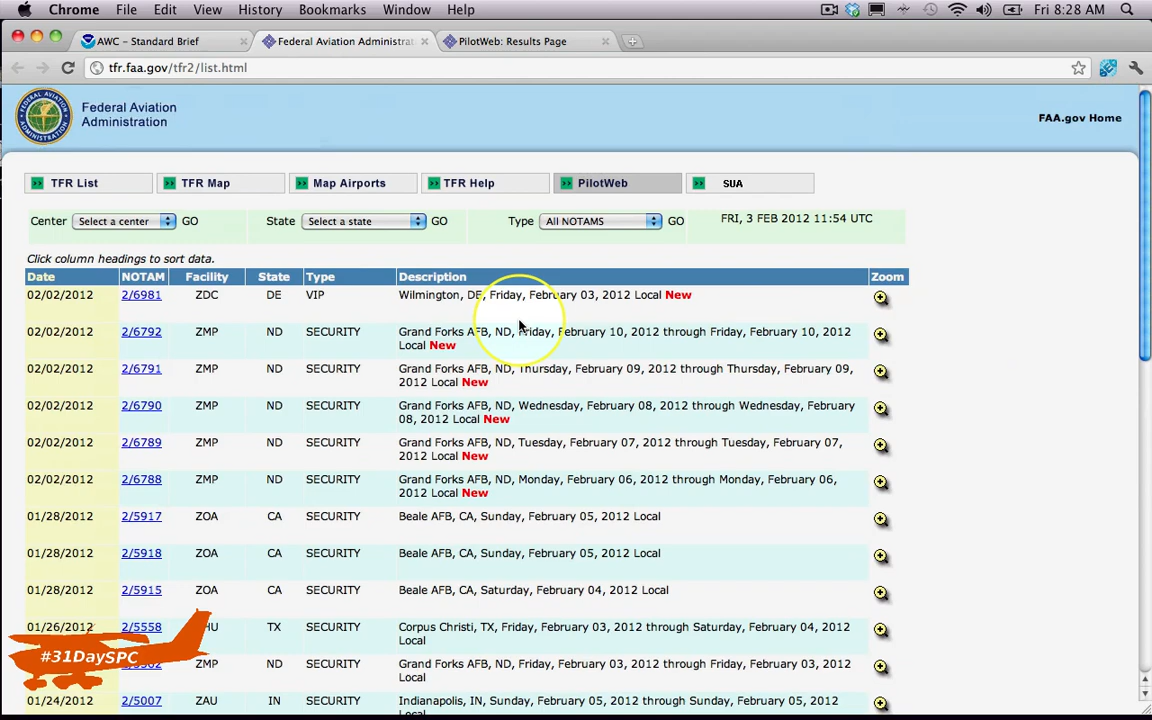 Chrome File Edit View History Bookmarks Window Help Fri 8:28 AM
AWC - Standard Brief Federal Aviation Administrat PilotWeb: Results Page
tfr.faa.gov/tfr2/list.html
Federal Aviation
Administration
FAA.gov Home
TFR List TFR Map Map Airports TFR Help PilotWeb SUA
Center Select a center GO State Select a state GO Type All NOTAMS GO FRI, 3 FEB 2012 11:54 UTC
Click column headings to sort data.
Date NOTAM Facility State Type Description Zoom
02/02/2012 2/6981 ZDC DE VIP Wilmington, DE, Friday, February 03, 2012 Local New
02/02/2012 2/6792 ZMP ND SECURITY Grand Forks AFB, ND, Friday, February 10, 2012 through Friday, February 10, 2012
Local New
02/02/2012 2/6791 ZMP ND SECURITY Grand Forks AFB, ND, Thursday, February 09, 2012 through Thursday, February 09,
2012 Local New
02/02/2012 2/6790 ZMP ND SECURITY Grand Forks AFB, ND, Wednesday, February 08, 2012 through Wednesday, February
08, 2012 Local New
02/02/2012 2/6789 ZMP ND SECURITY Grand Forks AFB, ND, Tuesday, February 07, 2012 through Tuesday, February 07,
2012 Local New
02/02/2012 2/6788 ZMP ND SECURITY Grand Forks AFB, ND, Monday, February 06, 2012 through Monday, February 06,
2012 Local New
01/28/2012 2/5917 ZOA CA SECURITY Beale AFB, CA, Sunday, February 05, 2012 Local
01/28/2012 2/5918 ZOA CA SECURITY Beale AFB, CA, Sunday, February 05, 2012 Local
01/28/2012 2/5915 ZOA CA SECURITY Beale AFB, CA, Saturday, February 04, 2012 Local
01/26/2012 2/5558 HU TX SECURITY Corpus Christi, TX, Friday, February 03, 2012 through Saturday, February 04, 2012
Local
#31DaySPC
ZMP ND SECURITY Grand Forks AFB, ND, Friday, February 03, 2012 through Friday, February 03,
2012 Local
01/24/2012 2/5007 ZAU IN SECURITY Indianapolis, IN, Sunday, February 05, 2012 through Sunday, February 05, 2012
Local